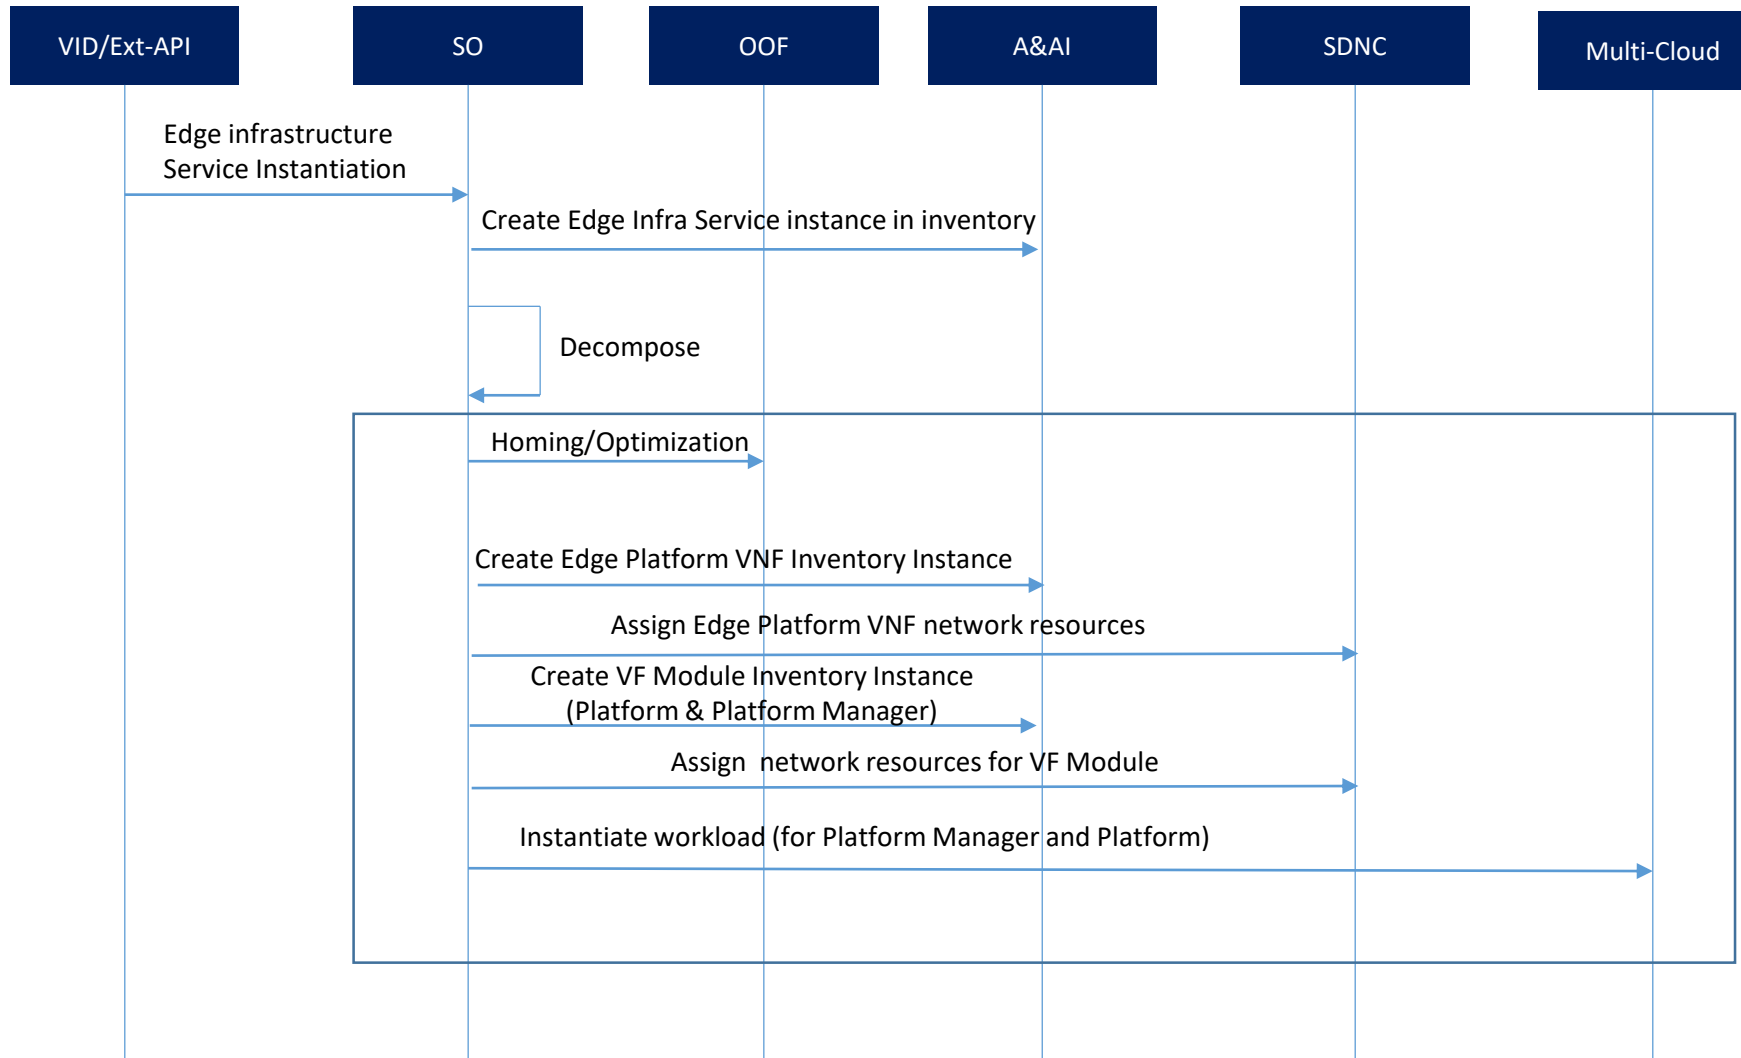 VID/Ext-API
SO
OOF
A&AI
SDNC
Multi-Cloud
Edge infrastructure
Service Instantiation
Create Edge Infra Service instance in inventory
Decompose
Homing/Optimization
Create Edge Platform VNF Inventory Instance
Assign Edge Platform VNF network resources
Create VF Module Inventory Instance
(Platform & Platform Manager)
Assign  network resources for VF Module
Instantiate workload (for Platform Manager and Platform)